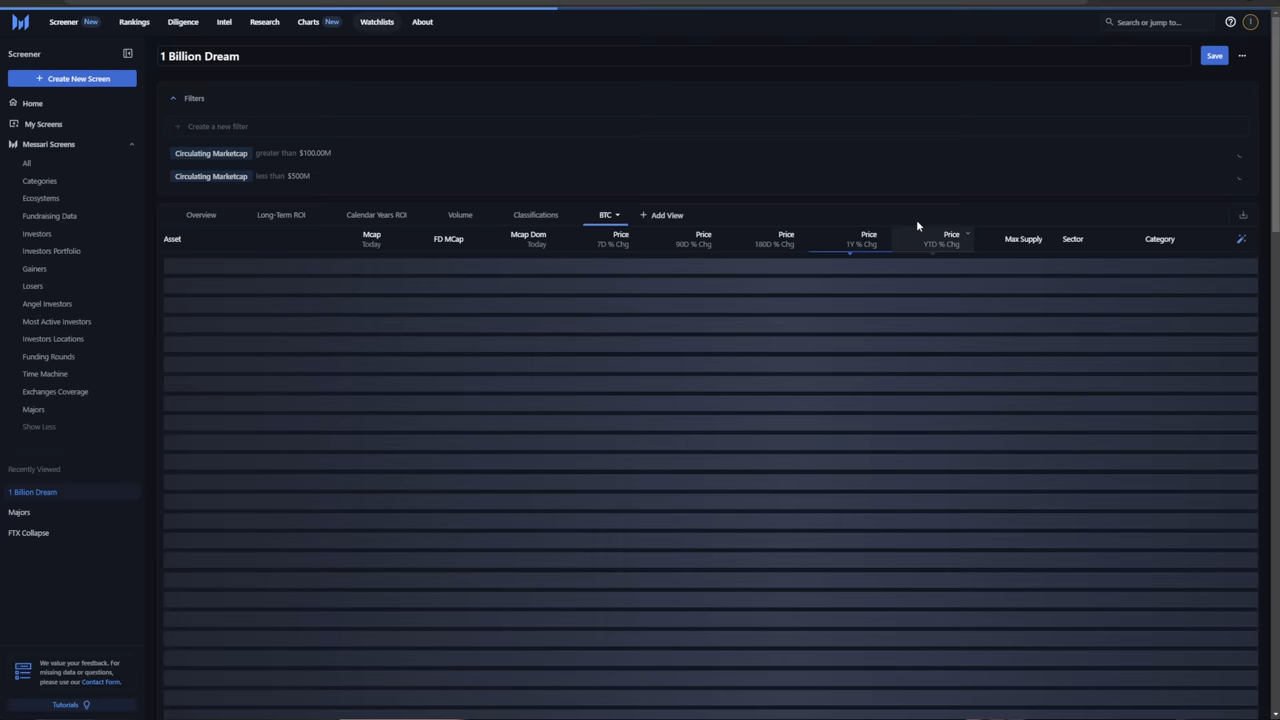 Screener New Rankings Diligence Intel Research Charts New Watchlists About Search or jump to...
Screener
1 Billion Dream
Save
+ Create New Screen
Filters
Home
+ Create a new filter
My Screens
Messari Screens
Circulating Marketcap greater than $100.00M
All
Circulating Marketcap less than $500M
Categories
Ecosystems
Fundraising Data
Overview Long-Term ROI Calendar Years ROI Volume Classifications BTC + Add View
Investors
Asset
Mcap
Today
FD MCap
Mcap Dom
Today
Price
7D % Chg
Price
90D % Chg
Price
180D % Chg
Price
1Y % Chg
Price
YTD % Chg
Max Supply
Sector
Category
Investors Portfolio
Gainers
Losers
Angel Investors
Most Active Investors
Investors Locations
Funding Rounds
Time Machine
Exchanges Coverage
Majors
Show Less
Recently Viewed
1 Billion Dream
Majors
FTX Collapse
We value your feedback. For
missing data or questions,
please use our Contact Form.
Tutorials